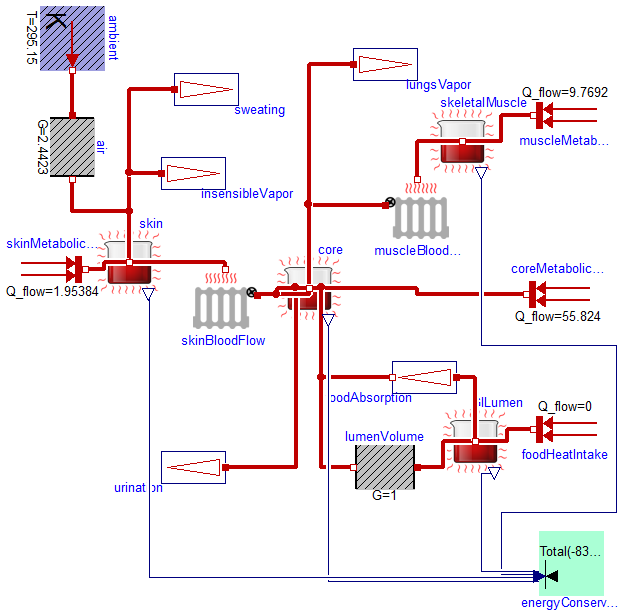 ambient
K
T=295.15
lungsVapor
sweating
skeletalMuscle
Q_flow=9.7692
muscleMetab...
air
G=2.4423
insensibleVapor
skin
skinMetabolic...
Q_flow=1.95384
muscleBlood...
core
coreMetabolic...
Q_flow=55.824
skinBloodFlow
oodAbsorption
lumenVolume
G=1
Lumen
Q_flow=0
foodHeatIntake
urination
Total(-83...
energyConserv...